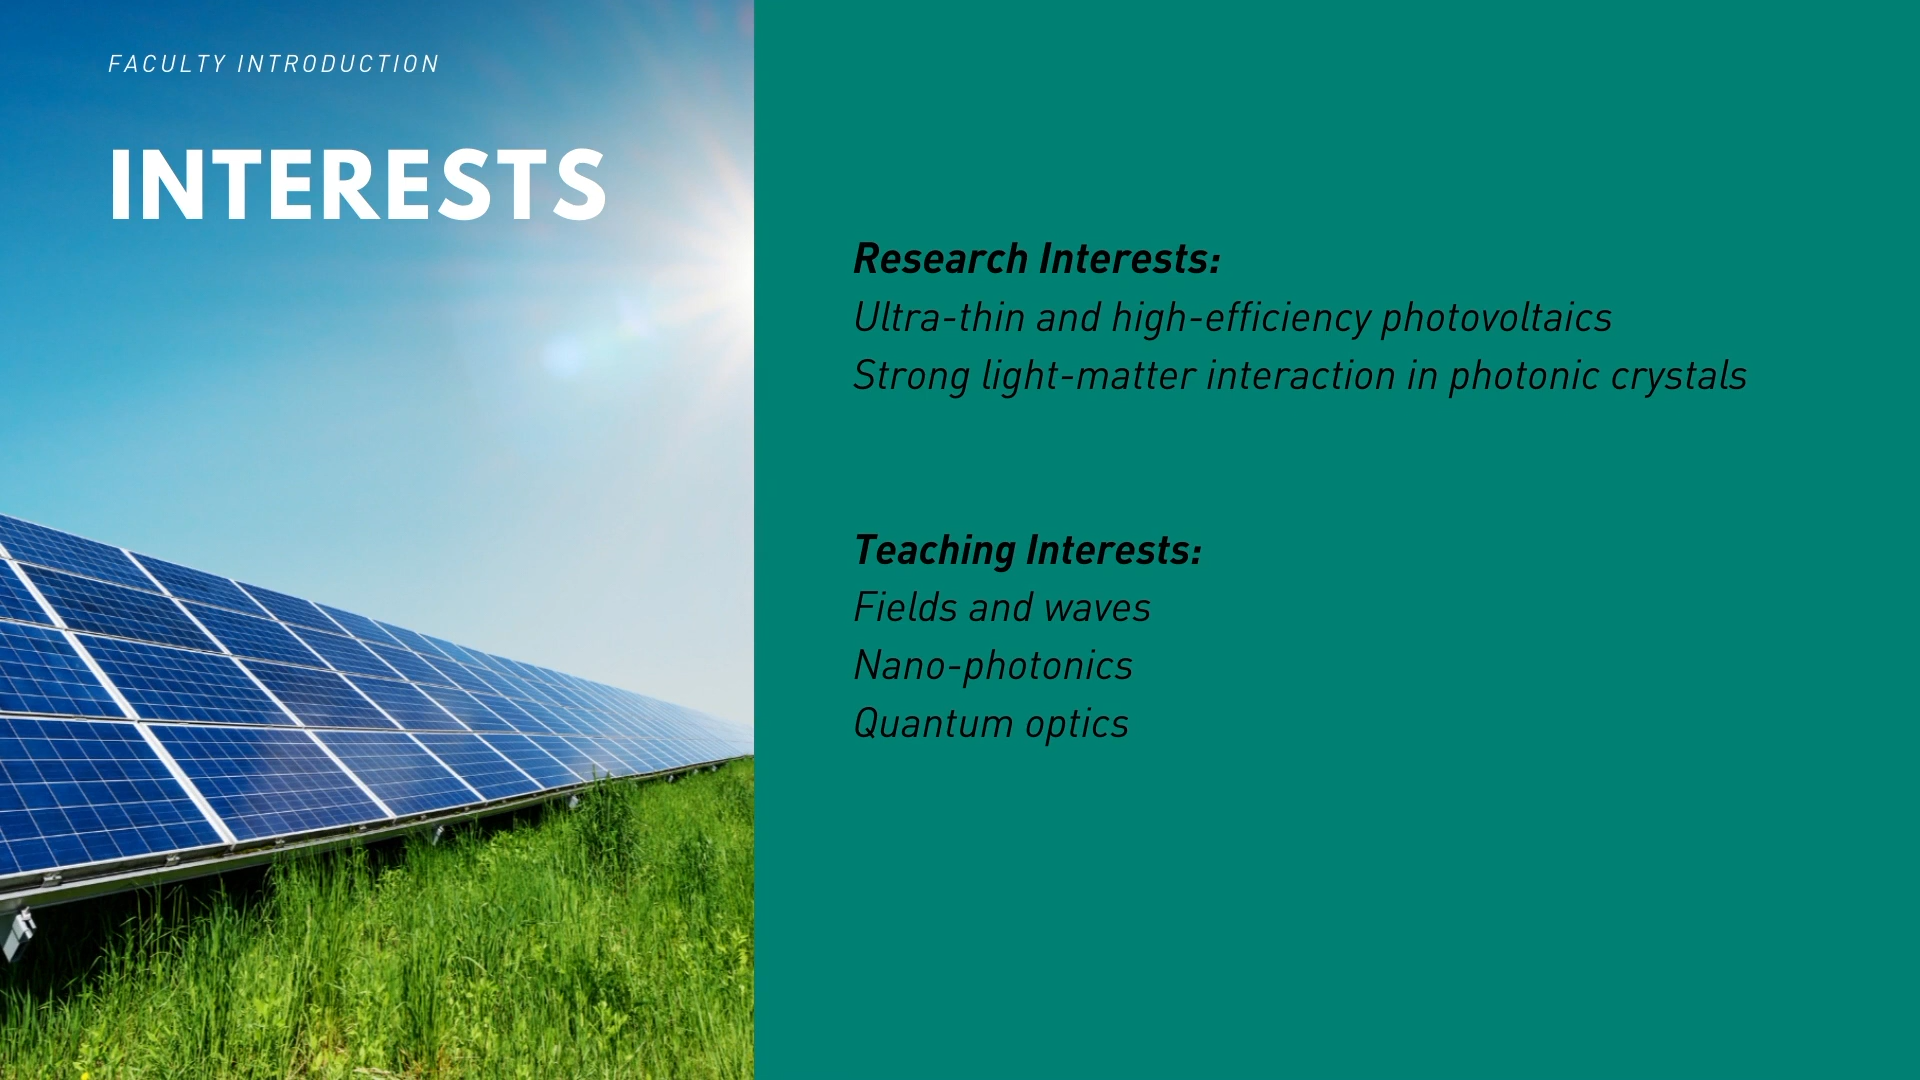 FACULTY INTRODUCTION
INTERESTS
Research Interests:
Ultra-thin and high-efficiency photovoltaics
Strong light-matter interaction in photonic crystals
Teaching Interests:
Fields and waves
Nano-photonics
Quantum optics